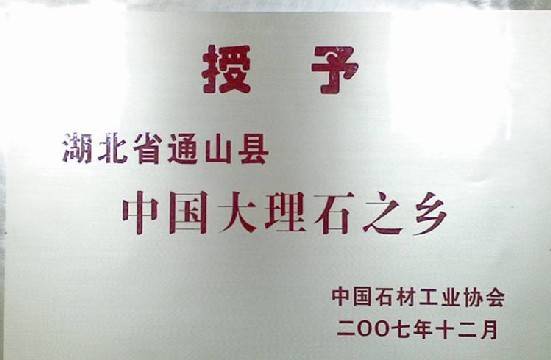 授予
湖北省通山县
中国大理石之乡
中国石材工业协会
二〇〇七年十二月